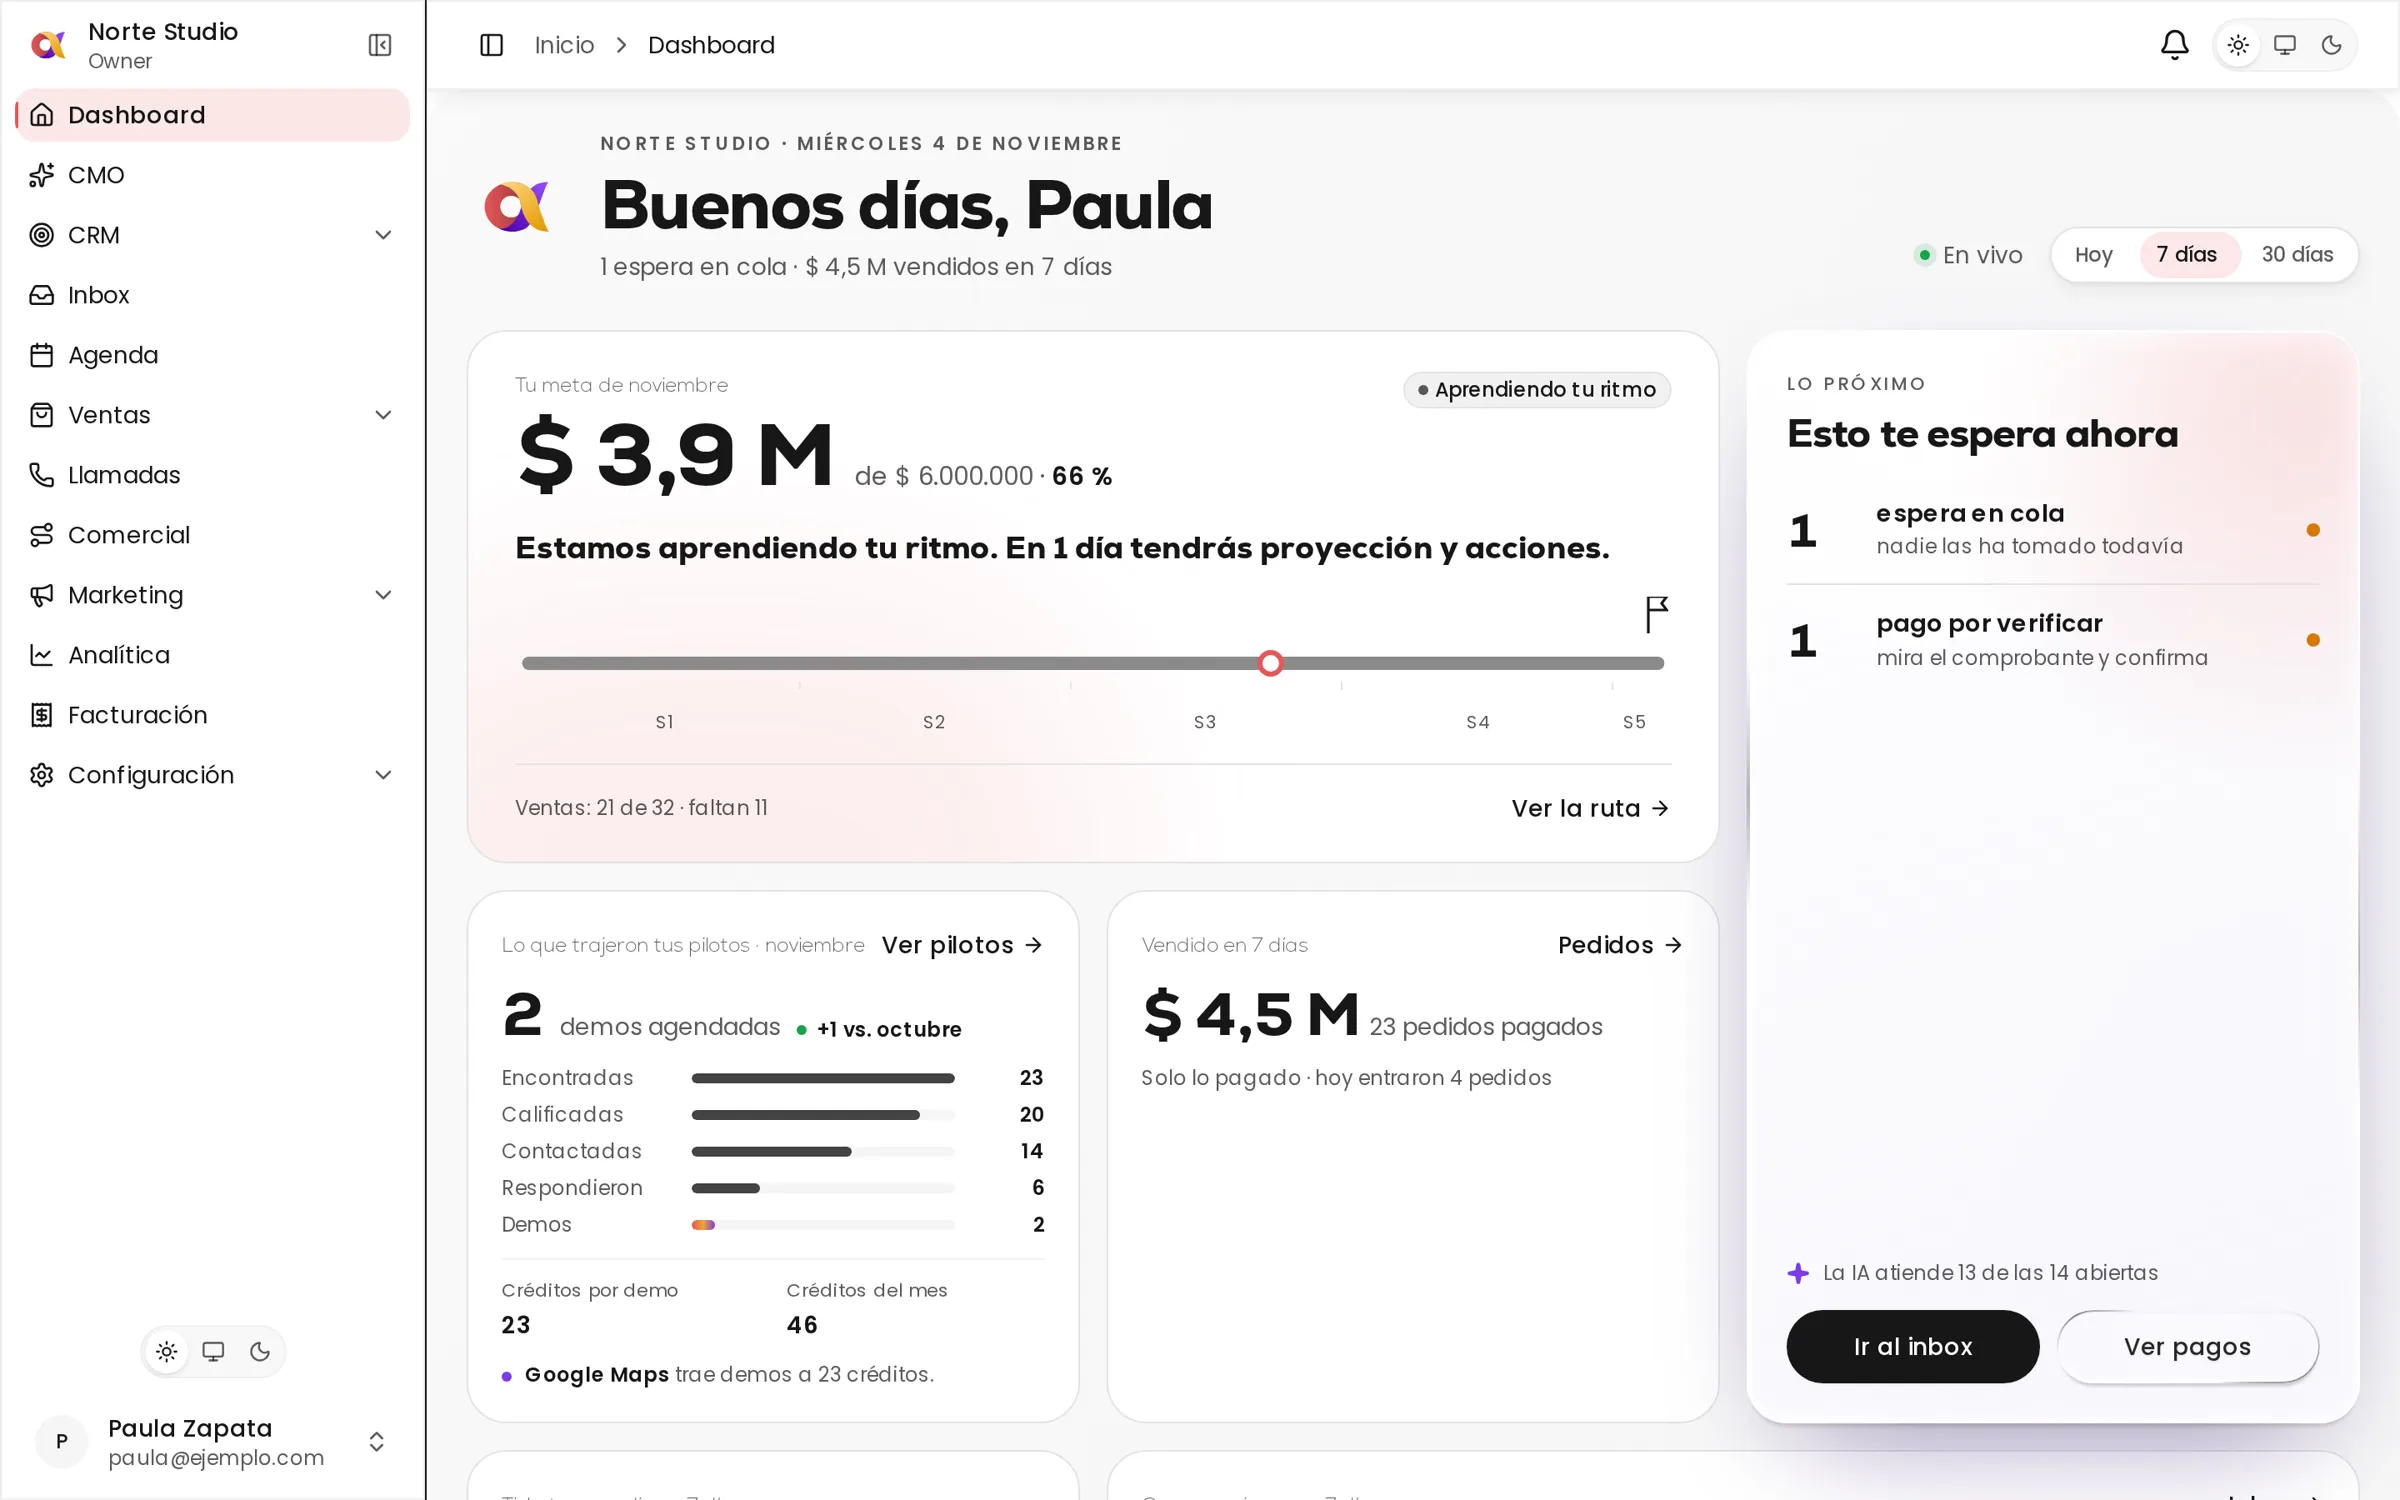 Norte Studio
Owner
Dashboard
CMO
CRM
Inbox
Agenda
Ventas
Llamadas
Comercial
Marketing
Analítica
Facturación
Configuración
P
Paula Zapata
paula@ejemplo.com
Inicio
Dashboard
NORTE STUDIO · MIÉRCOLES 4 DE NOVIEMBRE
Buenos días, Paula
1 espera en cola · $ 4,5 M vendidos en 7 días
En vivo
Hoy
7 días
30 días
Tu meta de noviembre
Aprendiendo tu ritmo
$ 3,9 M de $ 6.000.000 · 66 %
Estamos aprendiendo tu ritmo. En 1 día tendrás proyección y acciones.
S1 S2 S3 S4 S5
Ventas: 21 de 32 · faltan 11
Ver la ruta →
Lo que trajeron tus pilotos · noviembre
Ver pilotos →
2 demos agendadas +1 vs. octubre
Encontradas 23
Calificadas 20
Contactadas 14
Respondieron 6
Demos 2
Créditos por demo
23
Créditos del mes
46
Google Maps trae demos a 23 créditos.
Vendido en 7 días
Pedidos →
$ 4,5 M 23 pedidos pagados
Solo lo pagado · hoy entraron 4 pedidos
LO PRÓXIMO
Esto te espera ahora
1 espera en cola
nadie las ha tomado todavía
1 pago por verificar
mira el comprobante y confirma
La IA atiende 13 de las 14 abiertas
Ir al inbox
Ver pagos